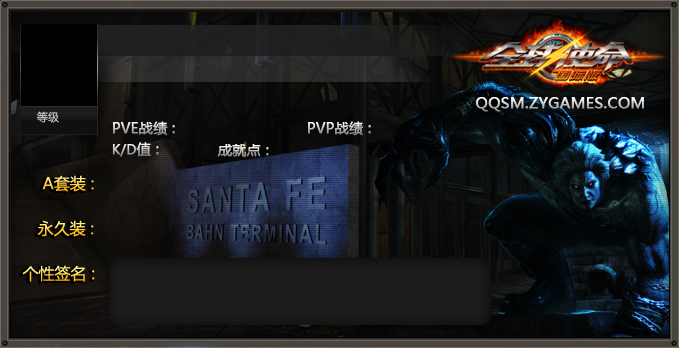 全球使命
国际版
QQSM.ZYGAMES.COM
等级
PVE战绩：
PVP战绩：
K/D值：
成就点：
A套装：
SANTA FE
BAHN TERMINAL
永久装：
个性签名：